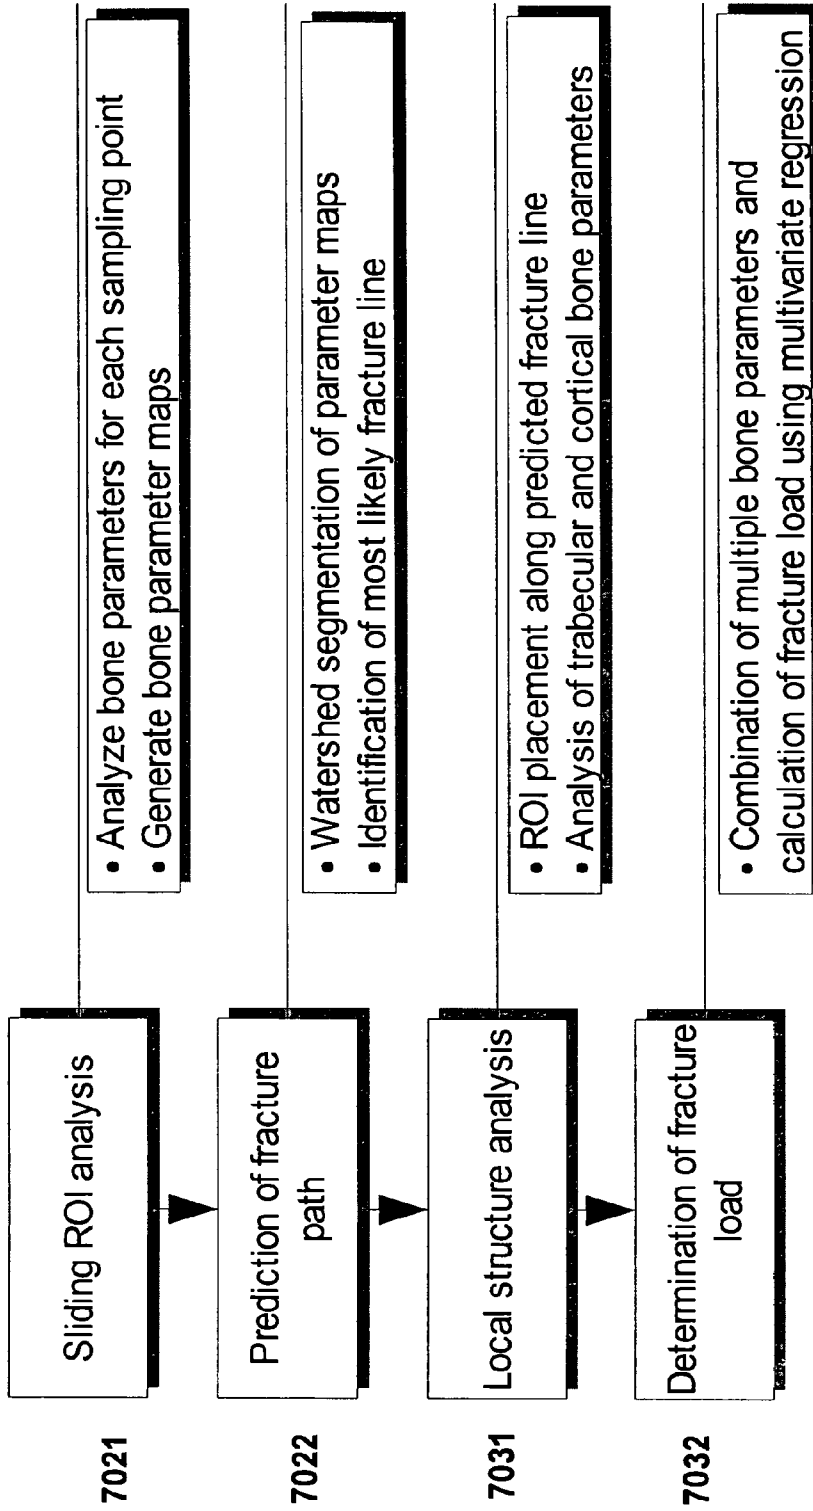 7021
Sliding ROI analysis
• Analyze bone parameters for each sampling point
• Generate bone parameter maps
7022
Prediction of fracture
path
• Watershed segmentation of parameter maps
• Identification of most likely fracture line
7031
Local structure analysis
• ROI placement along predicted fracture line
• Analysis of trabecular and cortical bone parameters
7032
Determination of fracture
load
• Combination of multiple bone parameters and
calculation of fracture load using multivariate regression